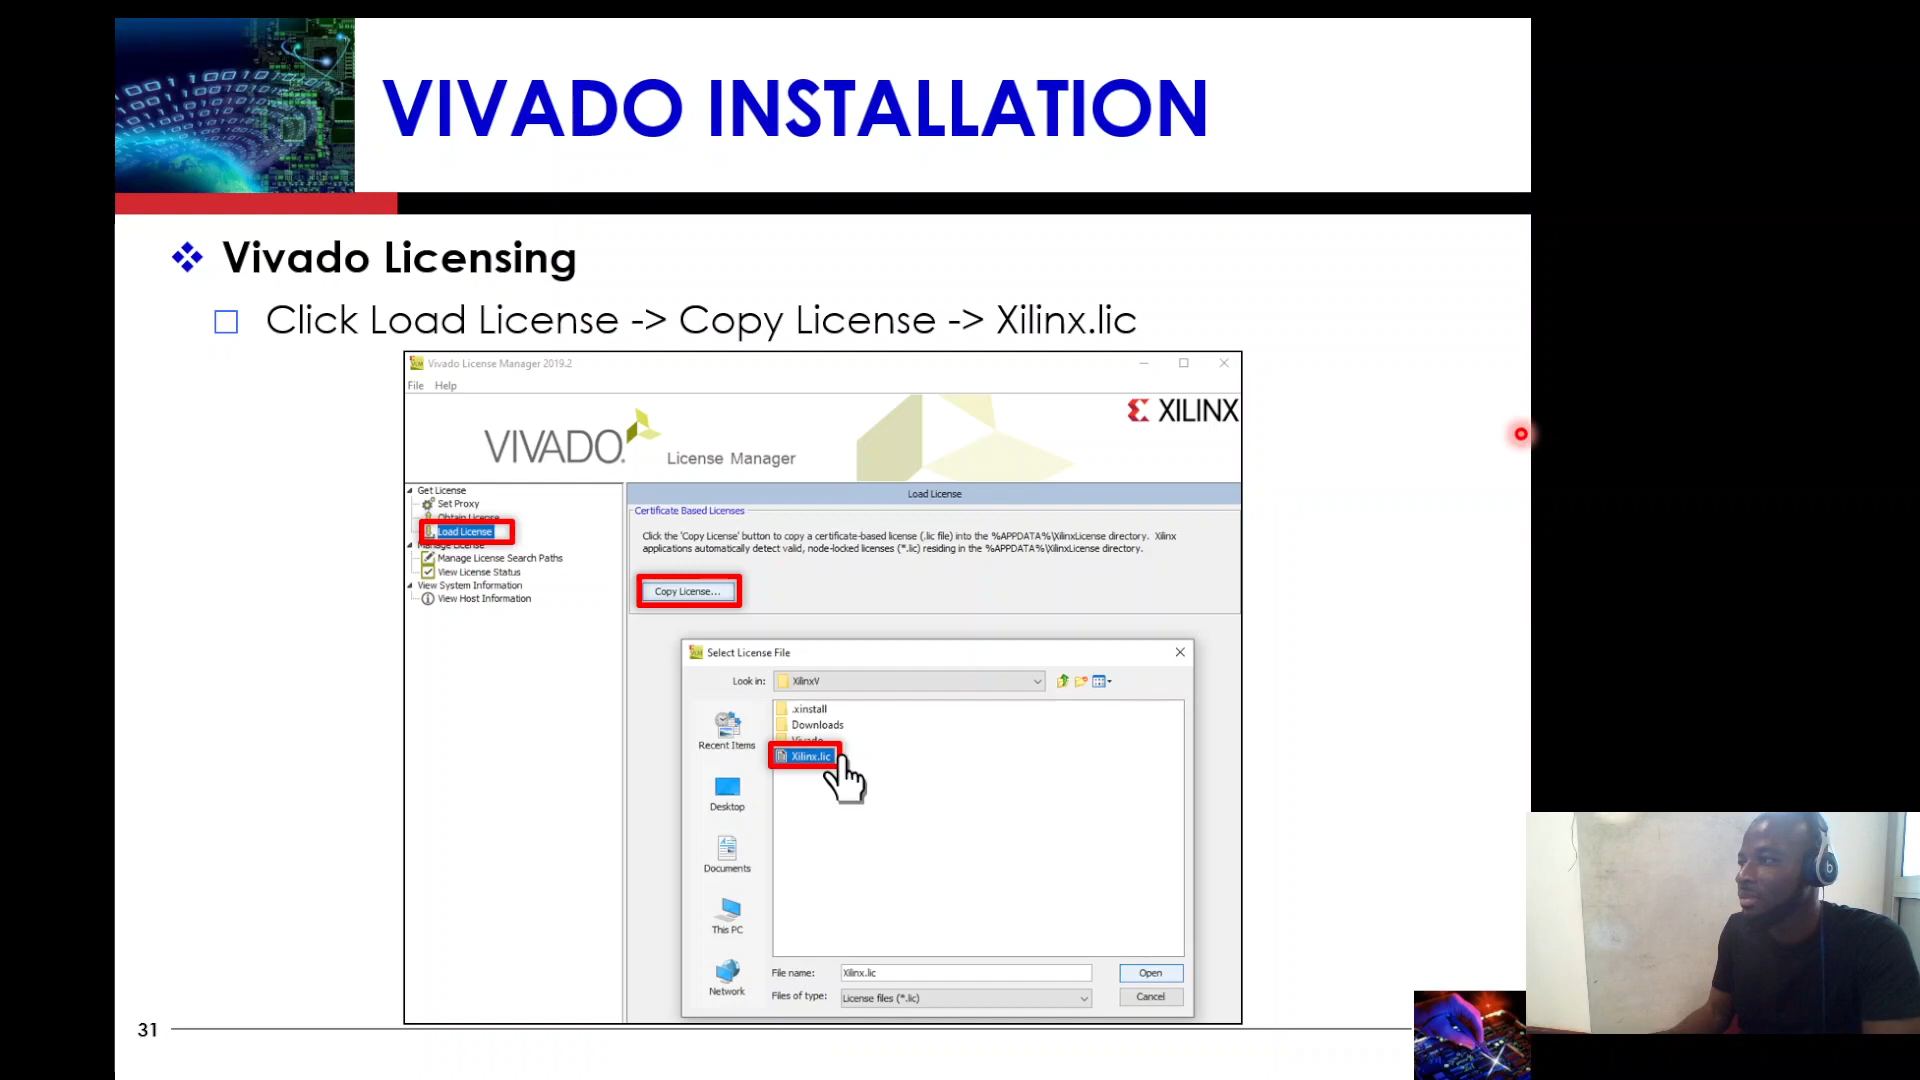 VIVADO INSTALLATION
Vivado Licensing
Click Load License -> Copy License -> Xilinx.lic
Vivado License Manager 2019.2
File Help
VIVADO.
License Manager
XILINX
Get License
Set Proxy
Obtain License
Load License
Manage License
Manage License Search Paths
View License Status
View System Information
View Host Information
Load License
Certificate Based Licenses
Click the 'Copy License' button to copy a certificate-based license (.lic file) into the %APPDATA%\XilinxLicense directory. Xilinx
applications automatically detect valid, node-locked licenses (*.lic) residing in the %APPDATA%\XilinxLicense directory.
Copy License...
Select License File
Look in: XilinxV
.xinstall
Downloads
Vivado
Xilinx.lic
Recent Items
Desktop
Documents
This PC
Network
File name: Xilinx.lic
Open
Files of type: License files (*.lic)
Cancel
31